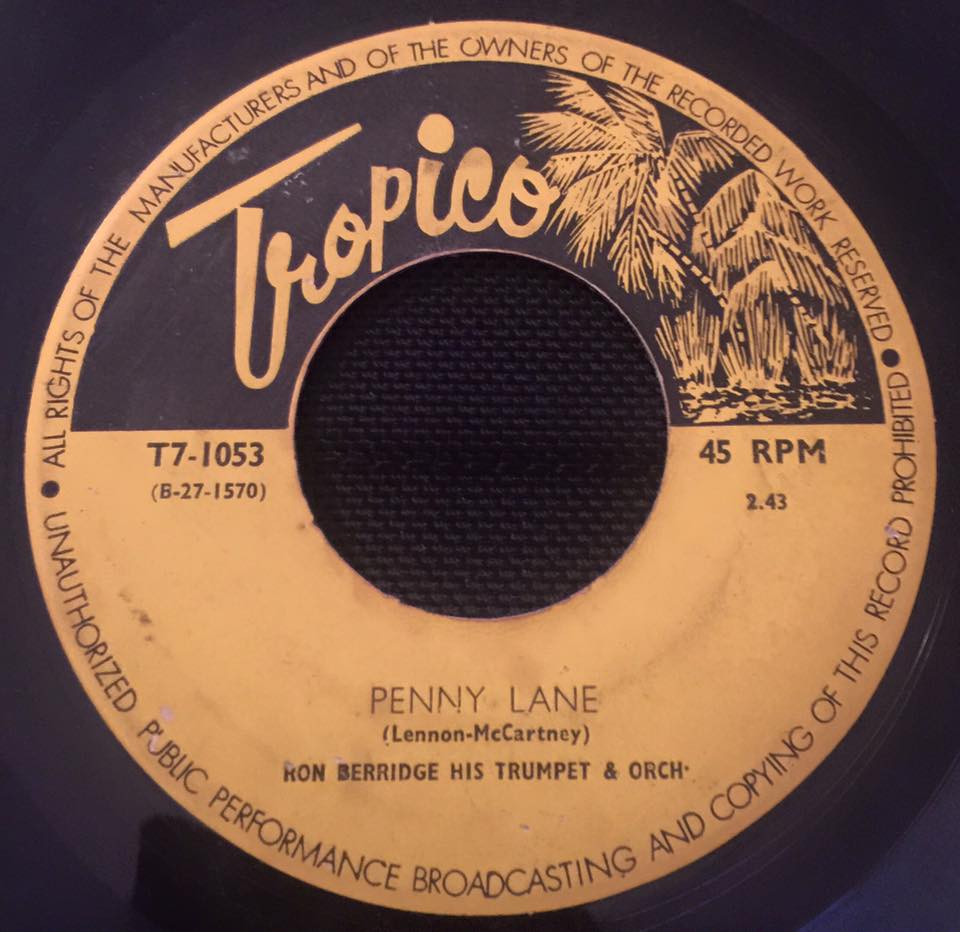 ALL RIGHTS OF THE MANUFACTURERS AND OF THE OWNERS OF THE RECORDED WORK RESERVED
Tropico
T7-1053
45 RPM
(B-27-1570)
2.43
PENNY LANE
(Lennon-McCartney)
RON BERRIDGE HIS TRUMPET & ORCH·
UNAUTHORIZED PUBLIC PERFORMANCE BROADCASTING AND COPYING OF THIS RECORD PROHIBITED